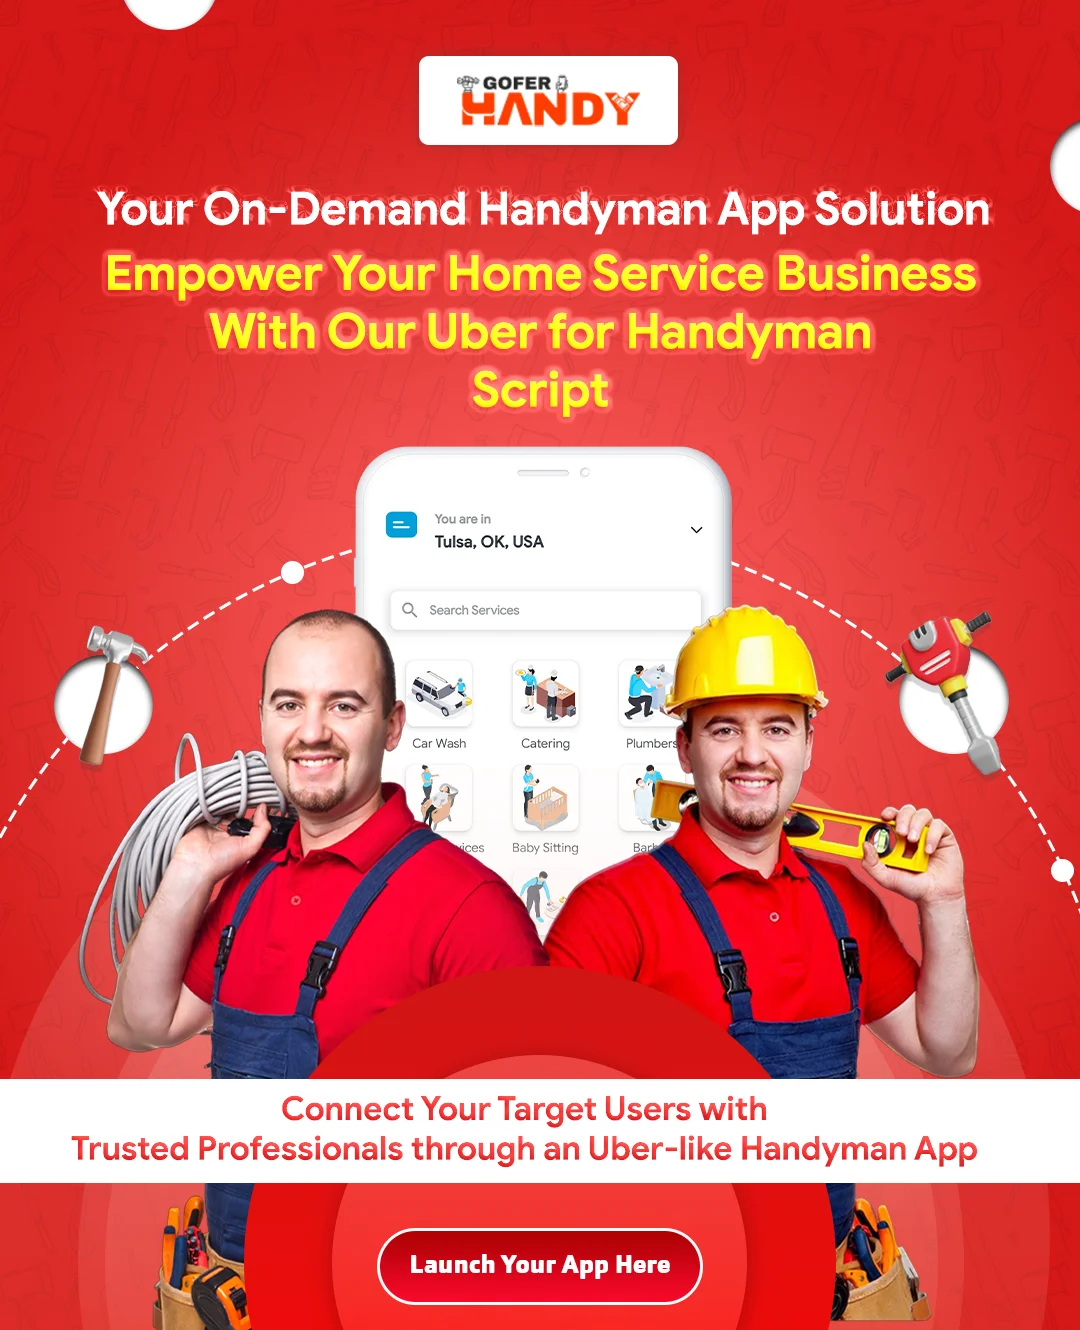 GOFER
HANDY
Your On-Demand Handyman App Solution
Empower Your Home Service Business
With Our Uber for Handyman
Script
You are in
Tulsa, OK, USA
Search Services
Car Wash
Catering
Plumbers
vices
Baby Sitting
Barb
Connect Your Target Users with
Trusted Professionals through an Uber-like Handyman App
Launch Your App Here